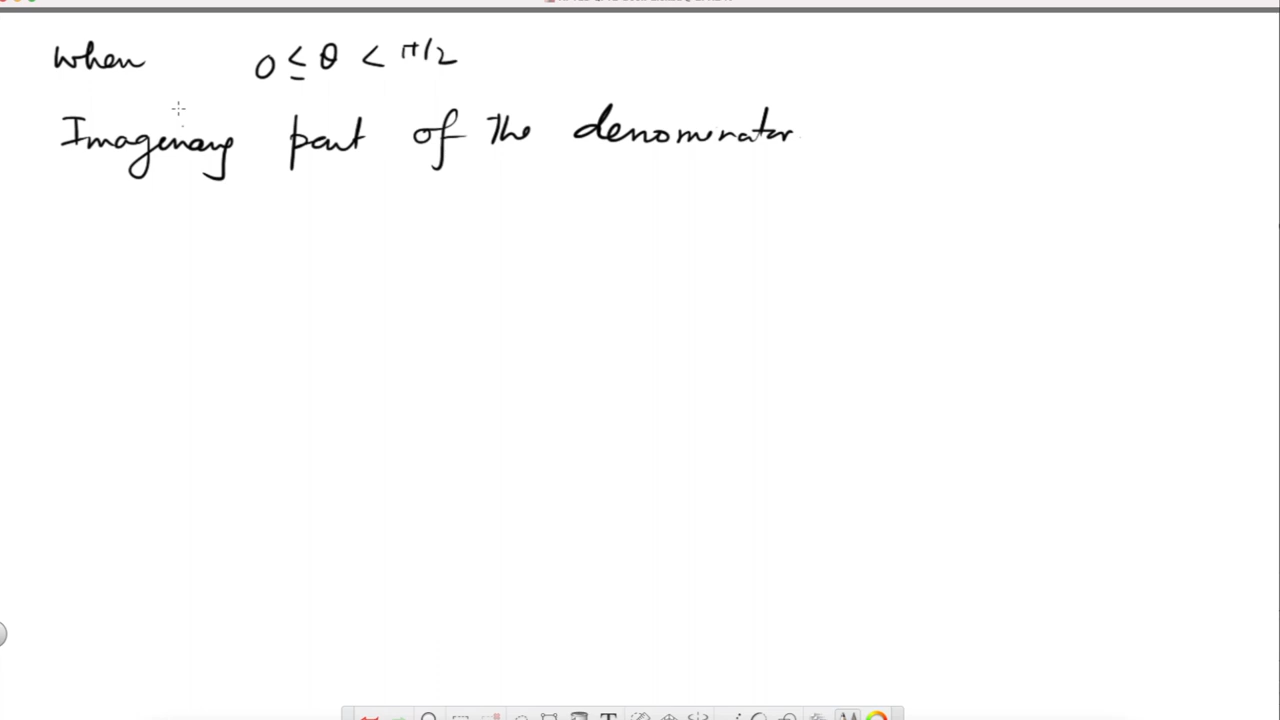 when 0 ≤ θ < π/2
Imaginary part of the denominator